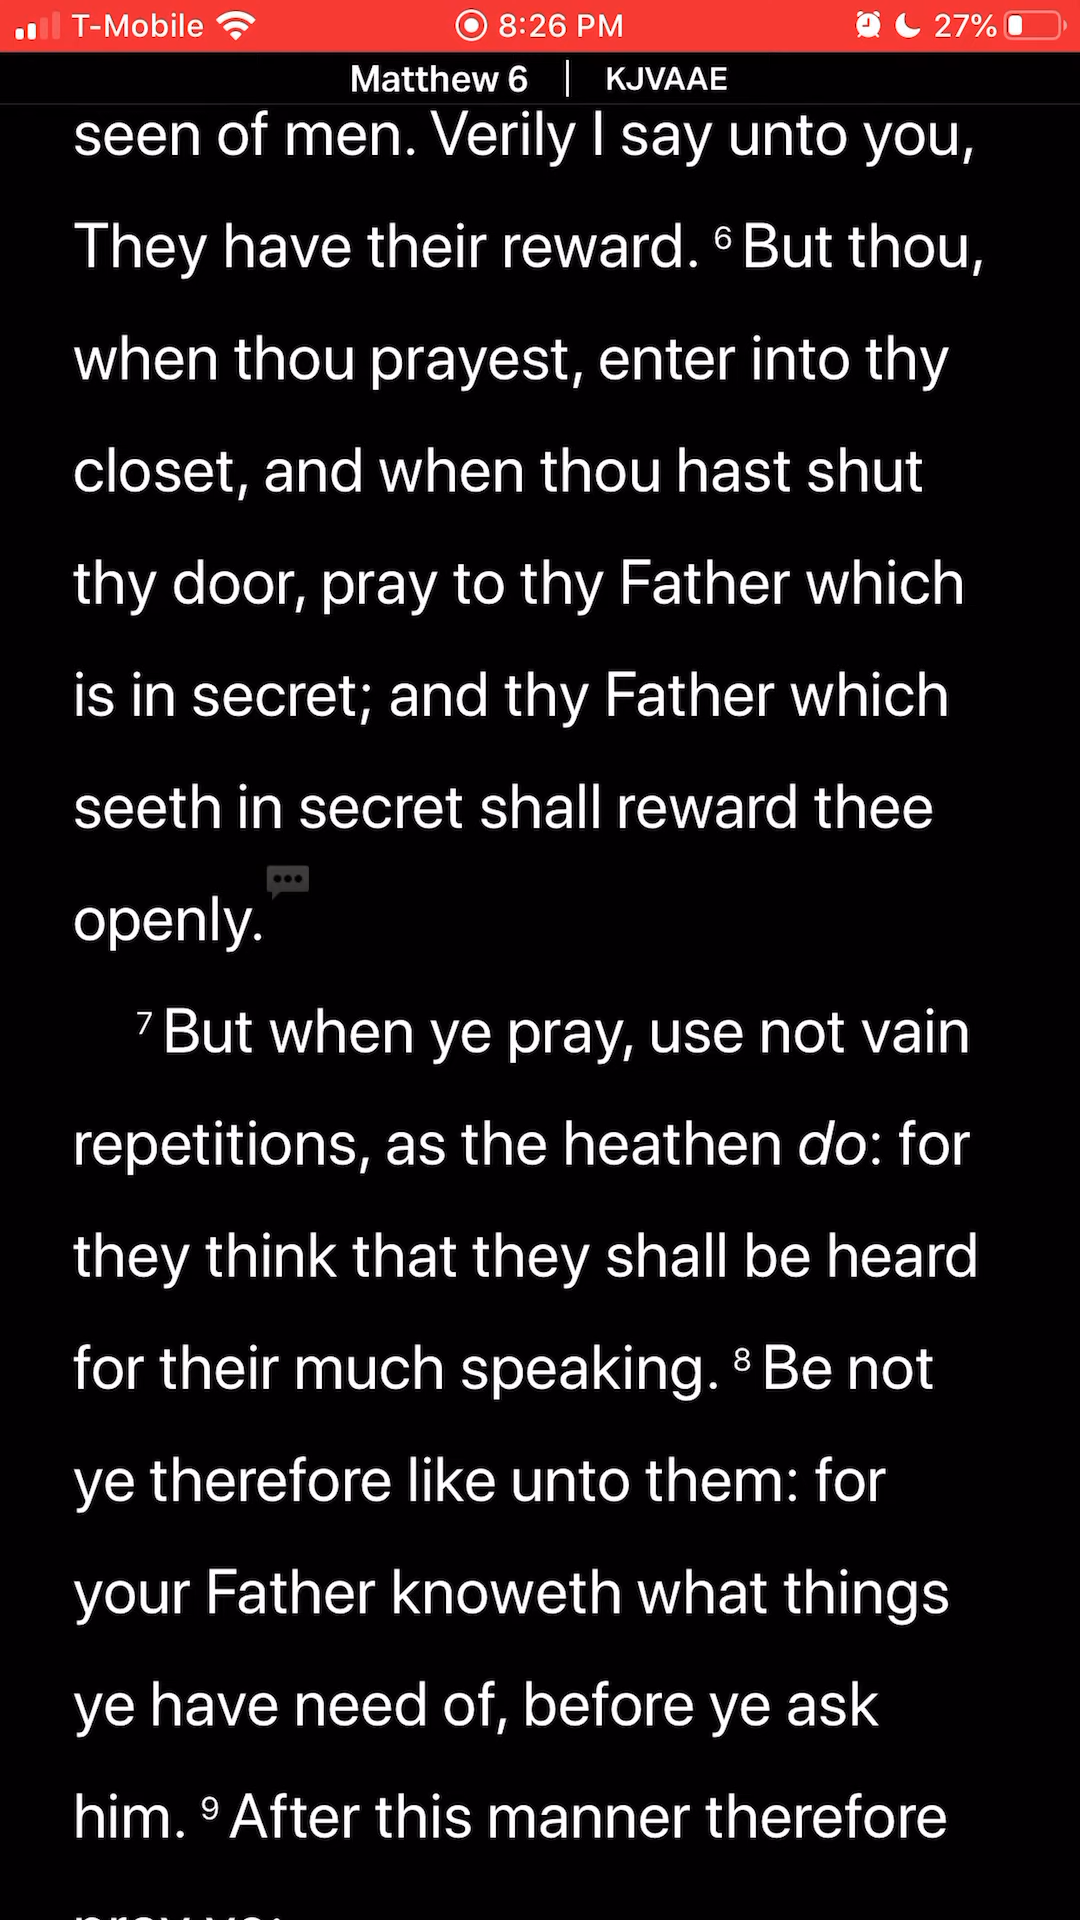 T-Mobile 8:26 PM 27%
Matthew 6 | KJVAAE
seen of men. Verily I say unto you,
They have their reward. 6 But thou,
when thou prayest, enter into thy
closet, and when thou hast shut
thy door, pray to thy Father which
is in secret; and thy Father which
seeth in secret shall reward thee
openly.
7 But when ye pray, use not vain
repetitions, as the heathen do: for
they think that they shall be heard
for their much speaking. 8 Be not
ye therefore like unto them: for
your Father knoweth what things
ye have need of, before ye ask
him. 9 After this manner therefore